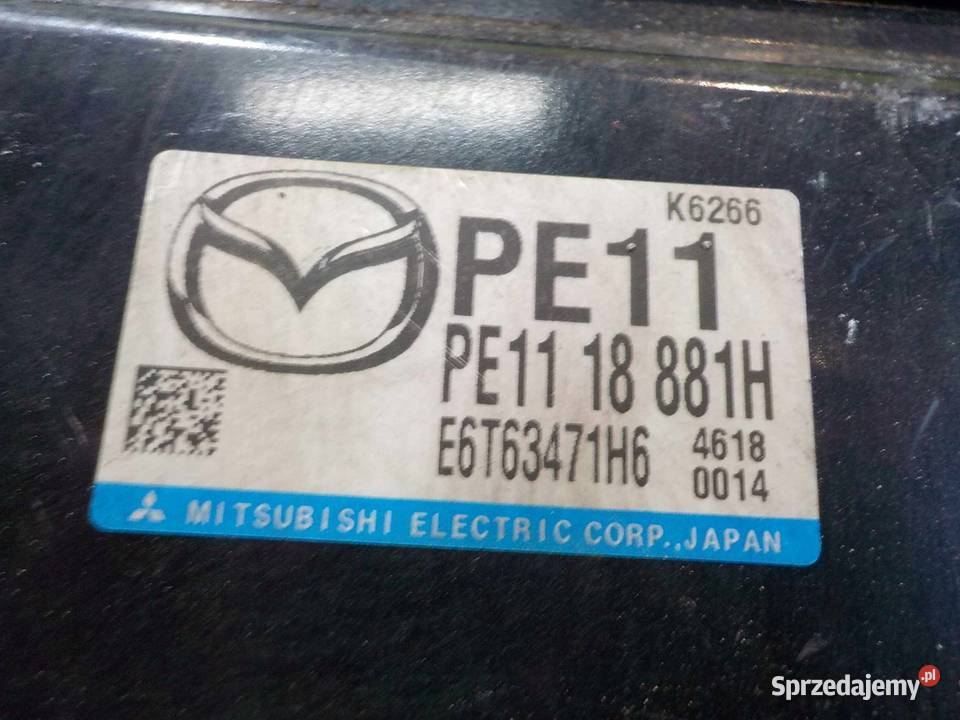 K6266
PE11
PE11 18 881H
E6T63471H6 4618
0014
MITSUBISHI ELECTRIC CORP.,JAPAN
Sprzedajemy.pl